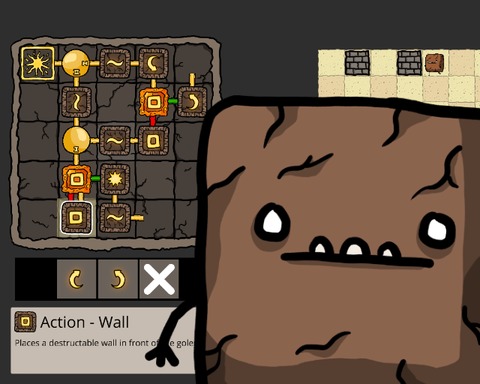 Action - Wall
Places a destructable wall in front of the gole